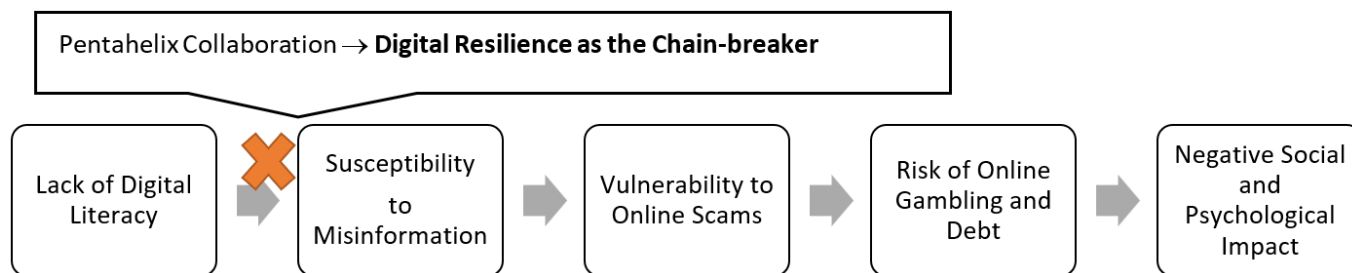 Pentahelix Collaboration → Digital Resilience as the Chain-breaker
Lack of Digital
Literacy
Susceptibility
to
Misinformation
Vulnerability to
Online Scams
Risk of Online
Gambling and
Debt
Negative Social
and
Psychological
Impact